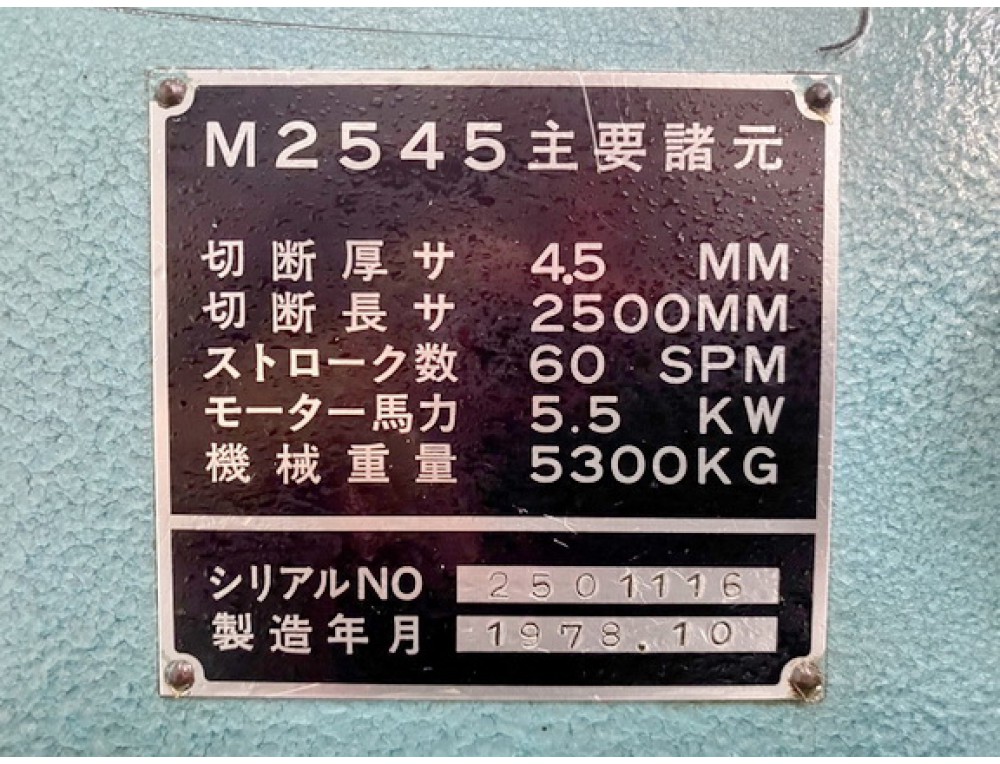 M2545主要諸元
切断厚サ 4.5 MM
切断長サ 2500MM
ストローク数 60 SPM
モーター馬力 5.5 KW
機械重量 5300KG
シリアルNO 2501116
製造年月 1978.10